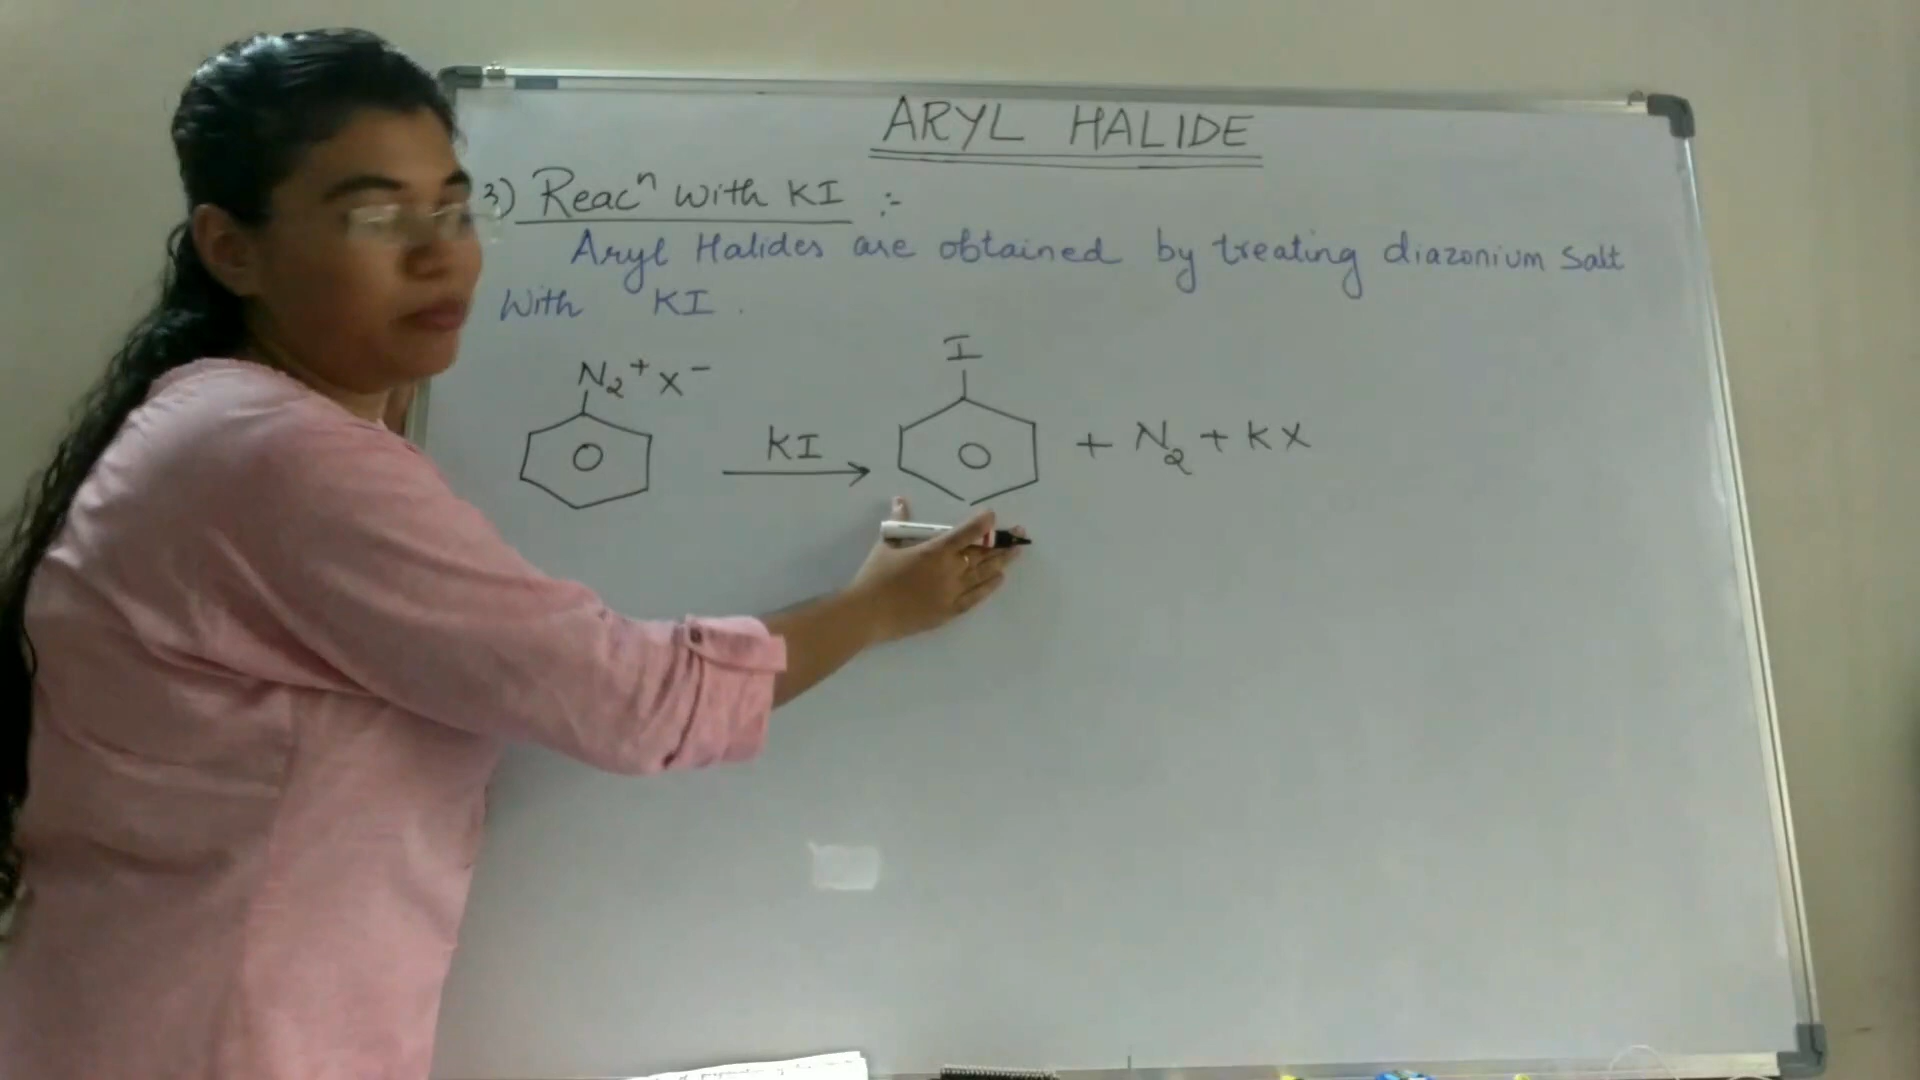 ARYL HALIDE
3) Reacⁿ with KI :-
Aryl Halides are obtained by treating diazonium salt
With KI .
N₂⁺X⁻
KI
I
+ N₂ + KX